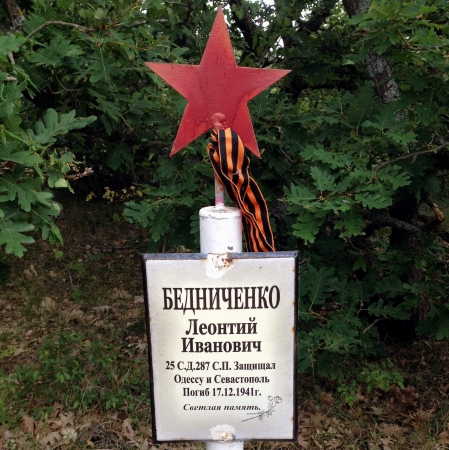 БЕДНИЧЕНКО
Леонтий
Иванович
25 С.Д.287 С.П. Защищал
Одессу и Севастополь
Погиб 17.12.1941г.
Светлая память.